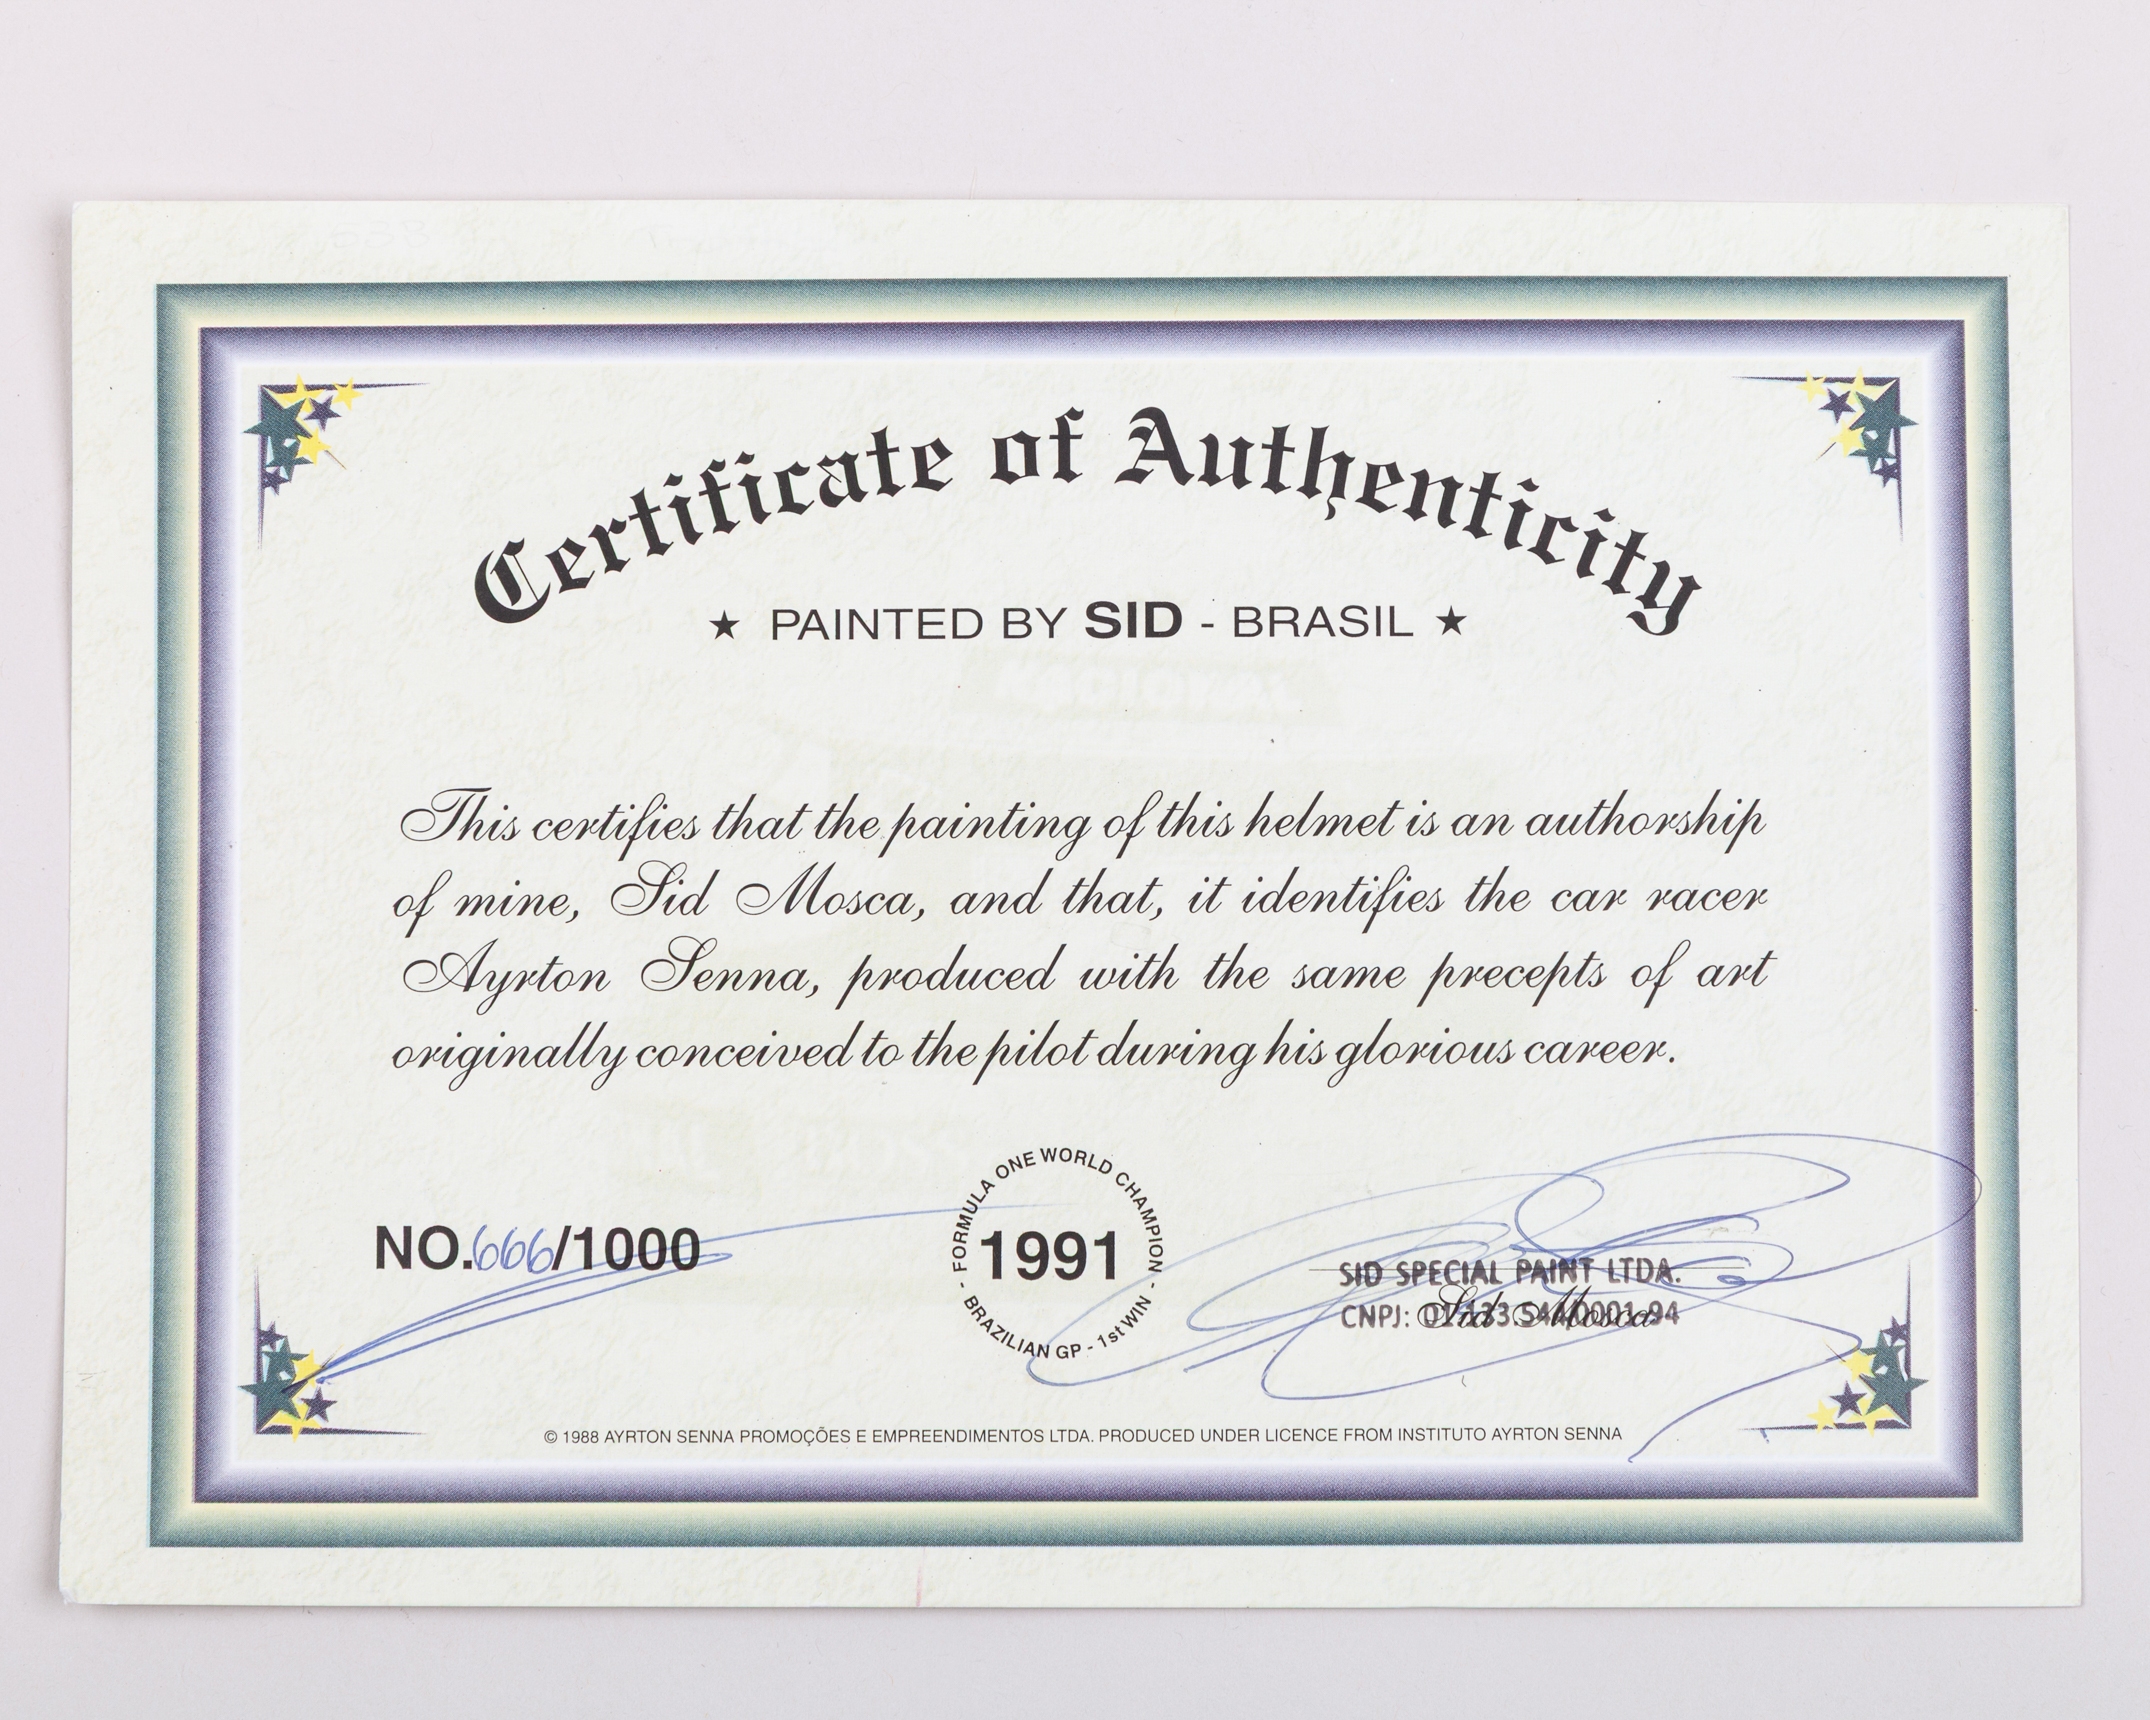 Certificate of Authenticity
★ PAINTED BY SID - BRASIL ★
This certifies that the painting of this helmet is an authorship
of mine, Sid Mosca, and that, it identifies the car racer
Ayrton Senna, produced with the same precepts of art
originally conceived to the pilot during his glorious career.
NO.666/1000
- FORMULA ONE WORLD CHAMPION -
1991
BRAZILIAN GP - 1st WIN
SID SPECIAL PAINT LTDA.
CNPJ:
Sid Mosca
© 1988 AYRTON SENNA PROMOÇÕES E EMPREENDIMENTOS LTDA. PRODUCED UNDER LICENCE FROM INSTITUTO AYRTON SENNA